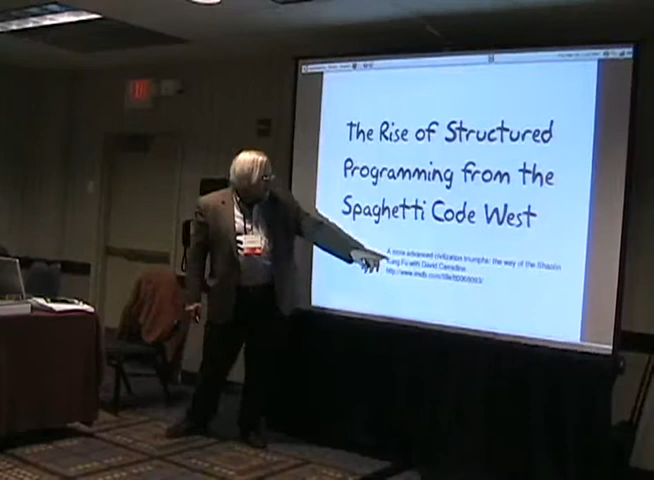 The Rise of Structured
Programming from the
Spaghetti Code West
A more advanced civilization triumphs: the way of the Shaolin
Kung Fu with David Carradine